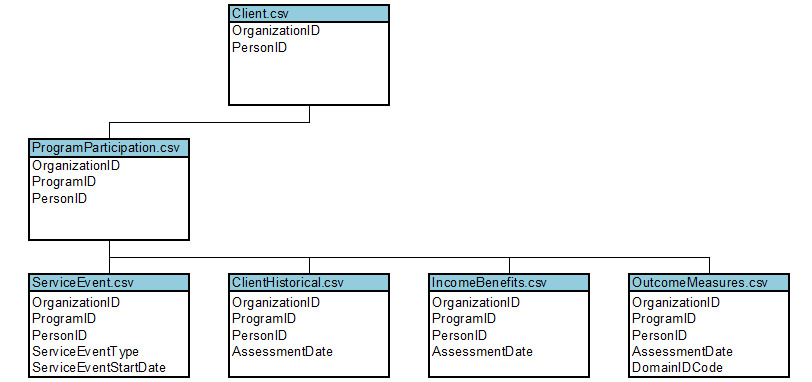 Client.csv
OrganizationID
PersonID
ProgramParticipation.csv
OrganizationID
ProgramID
PersonID
ServiceEvent.csv
OrganizationID
ProgramID
PersonID
ServiceEventType
ServiceEventStartDate
ClientHistorical.csv
OrganizationID
ProgramID
PersonID
AssessmentDate
IncomeBenefits.csv
OrganizationID
ProgramID
PersonID
AssessmentDate
OutcomeMeasures.csv
OrganizationID
ProgramID
PersonID
AssessmentDate
DomainIDCode